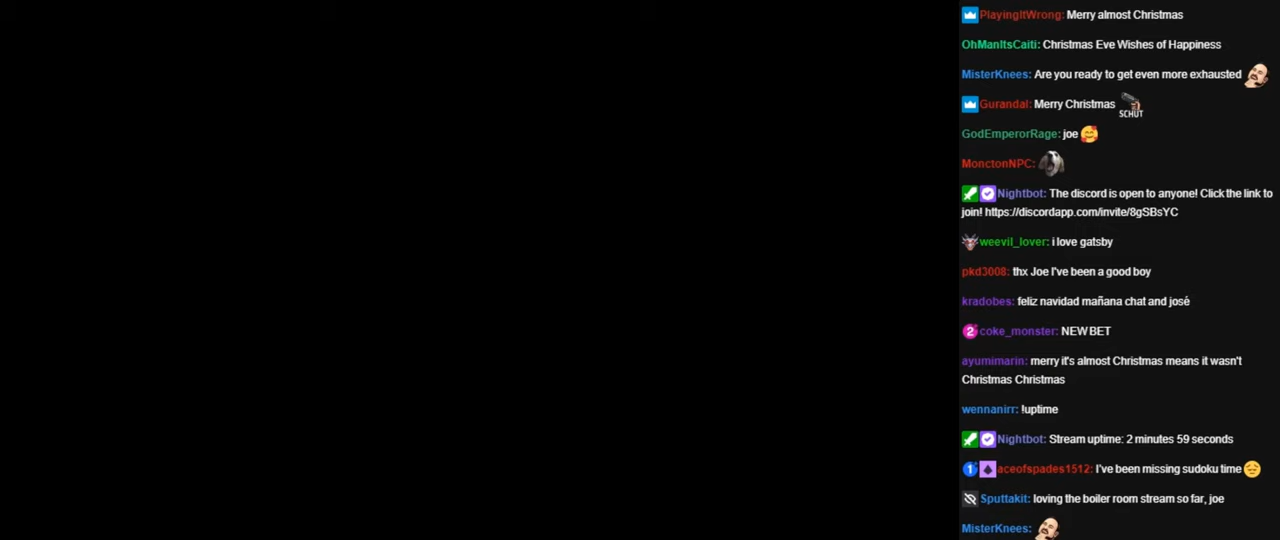 PlayingItWrong: Merry almost Christmas
OhManItsCaiti: Christmas Eve Wishes of Happiness
MisterKnees: Are you ready to get even more exhausted
Gurandal: Merry Christmas
SCHUT
GodEmperorRage: joe
MonctonNPC:
Nightbot: The discord is open to anyone! Click the link to
join! https://discordapp.com/invite/8gSBsYC
weevil_lover: i love gatsby
pkd3008: thx Joe I've been a good boy
kradobes: feliz navidad mañana chat and josé
2 coke_monster: NEW BET
ayumimarin: merry it's almost Christmas means it wasn't
Christmas Christmas
wennanirr: !uptime
Nightbot: Stream uptime: 2 minutes 59 seconds
1 aceofspades1512: I've been missing sudoku time
Sputtakit: loving the boiler room stream so far, joe
MisterKnees: